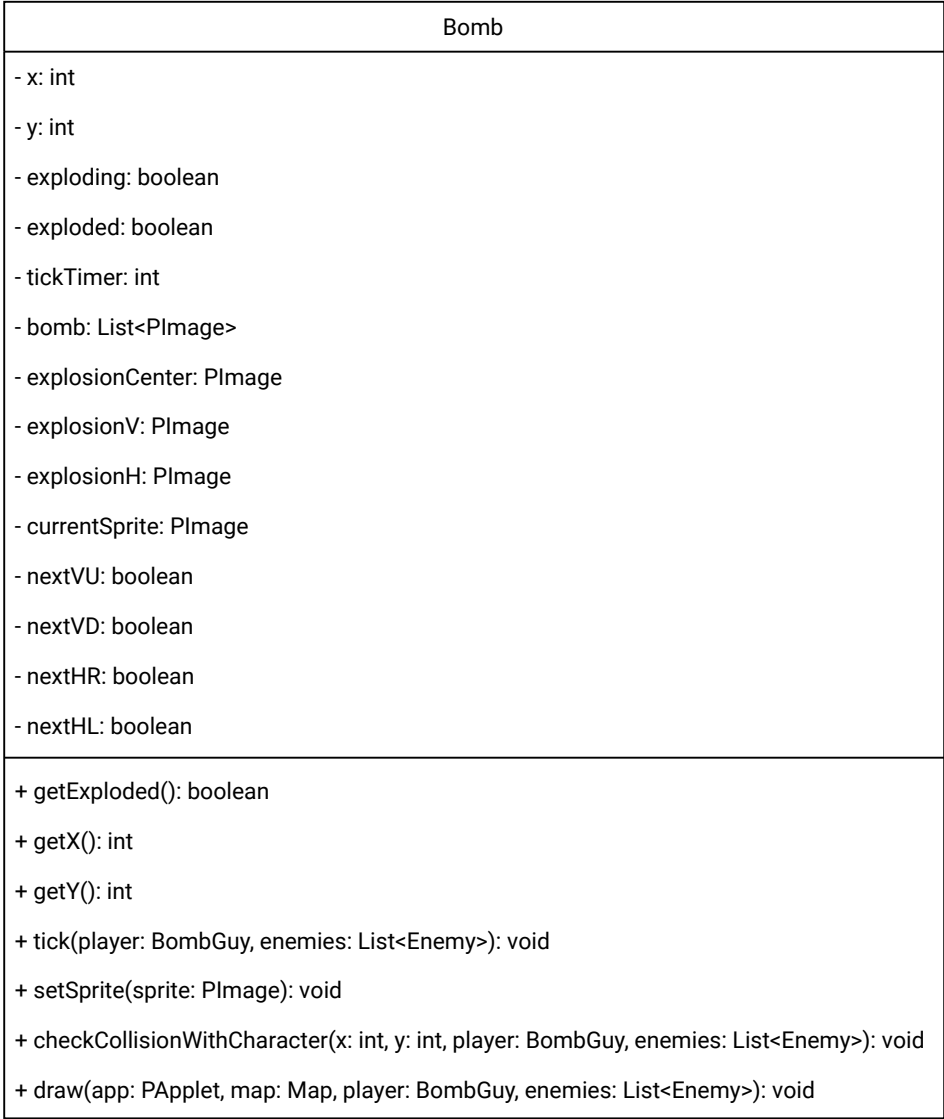 Bomb
- x: int
- y: int
- exploding: boolean
- exploded: boolean
- tickTimer: int
- bomb: List<PImage>
- explosionCenter: PImage
- explosionV: PImage
- explosionH: PImage
- currentSprite: PImage
- nextVU: boolean
- nextVD: boolean
- nextHR: boolean
- nextHL: boolean
+ getExploded(): boolean
+ getX(): int
+ getY(): int
+ tick(player: BombGuy, enemies: List<Enemy>): void
+ setSprite(sprite: PImage): void
+ checkCollisionWithCharacter(x: int, y: int, player: BombGuy, enemies: List<Enemy>): void
+ draw(app: PApplet, map: Map, player: BombGuy, enemies: List<Enemy>): void